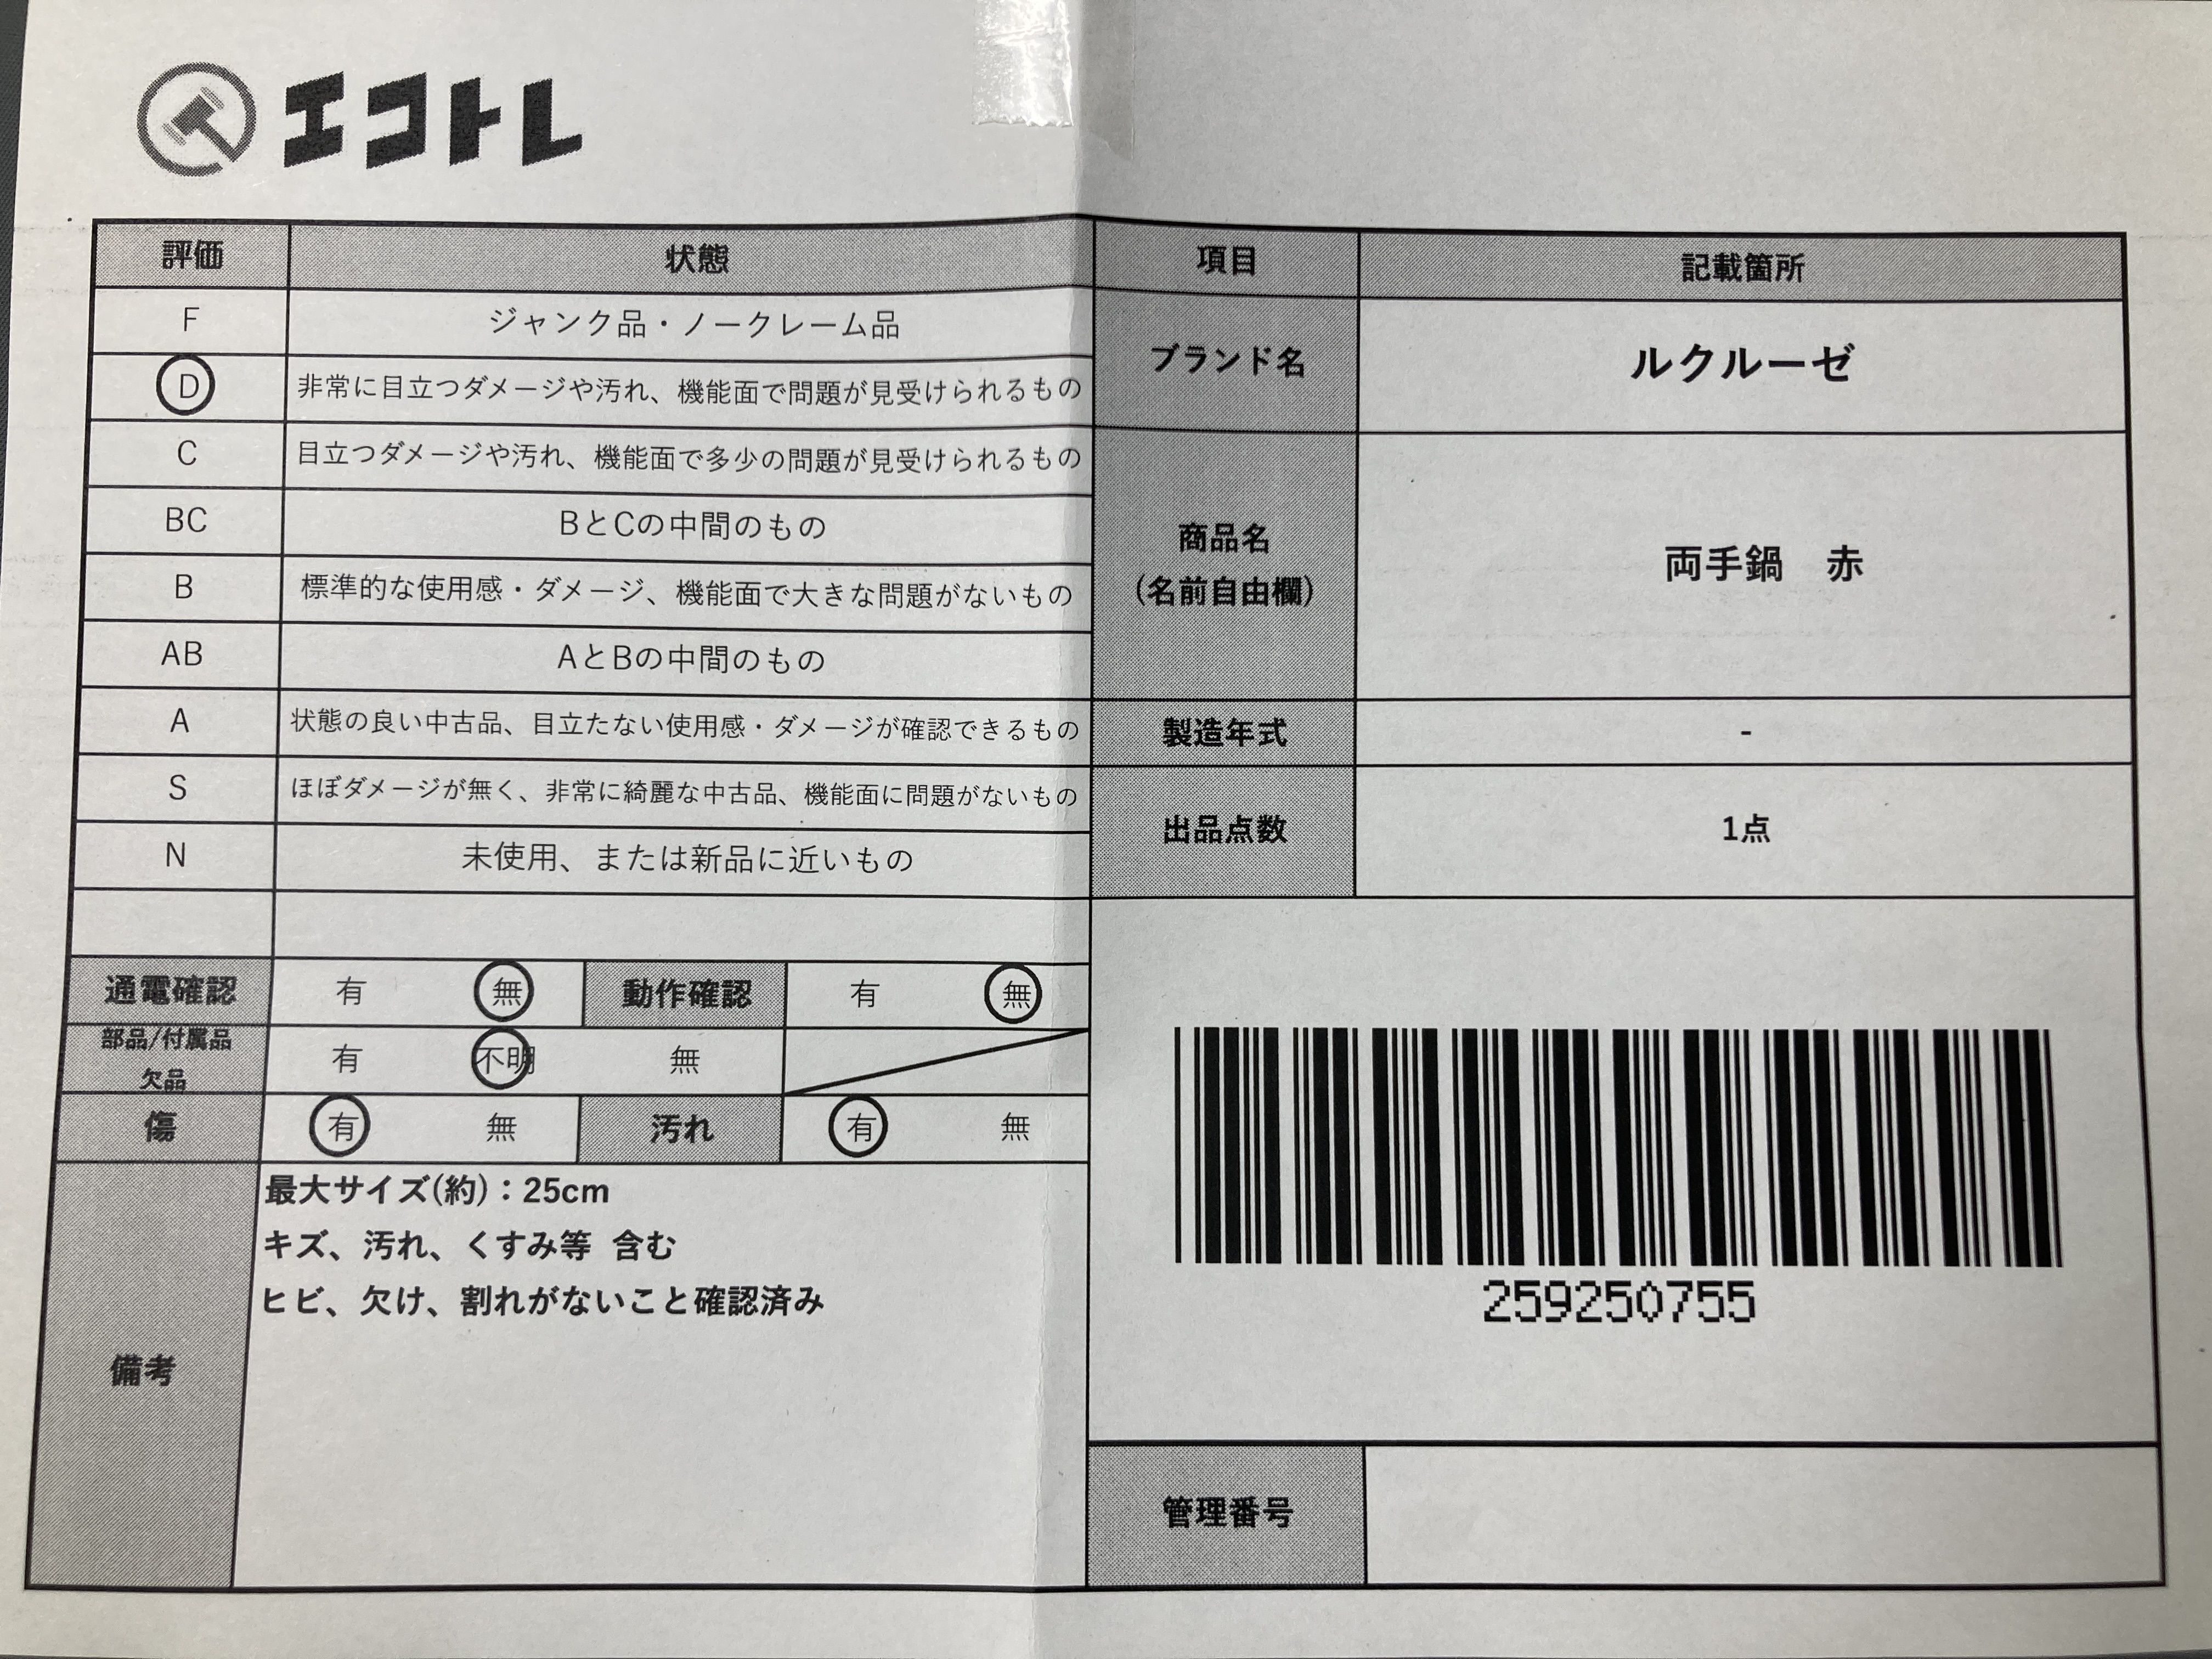 エコトレ
評価 状態 項目 記載箇所
F ジャンク品・ノークレーム品
D 非常に目立つダメージや汚れ、機能面で問題が見受けられるもの
C 目立つダメージや汚れ、機能面で多少の問題が見受けられるもの
BC BとCの中間のもの
B 標準的な使用感・ダメージ、機能面で大きな問題がないもの
AB AとBの中間のもの
A 状態の良い中古品、目立たない使用感・ダメージが確認できるもの
S ほぼダメージが無く、非常に綺麗な中古品、機能面に問題がないもの
N 未使用、または新品に近いもの
ブランド名 ルクルーゼ
商品名
(名前自由欄)
両手鍋 赤
製造年式 -
出品点数 1点
通電確認 有 無 動作確認 有 無
部品/付属品
欠品
有 不明 無
傷 有 無 汚れ 有 無
備考
最大サイズ(約)：25cm
キズ、汚れ、くすみ等 含む
ヒビ、欠け、割れがないこと確認済み
259250755
管理番号